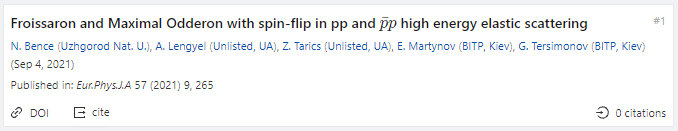 Froissaron and Maximal Odderon with spin-flip in pp and p̄p high energy elastic scattering #1
N. Bence (Uzhgorod Nat. U.), A. Lengyel (Unlisted, UA), Z. Tarics (Unlisted, UA), E. Martynov (BITP, Kiev), G. Tersimonov (BITP, Kiev)
(Sep 4, 2021)
Published in: Eur.Phys.J.A 57 (2021) 9, 265
DOI cite 0 citations